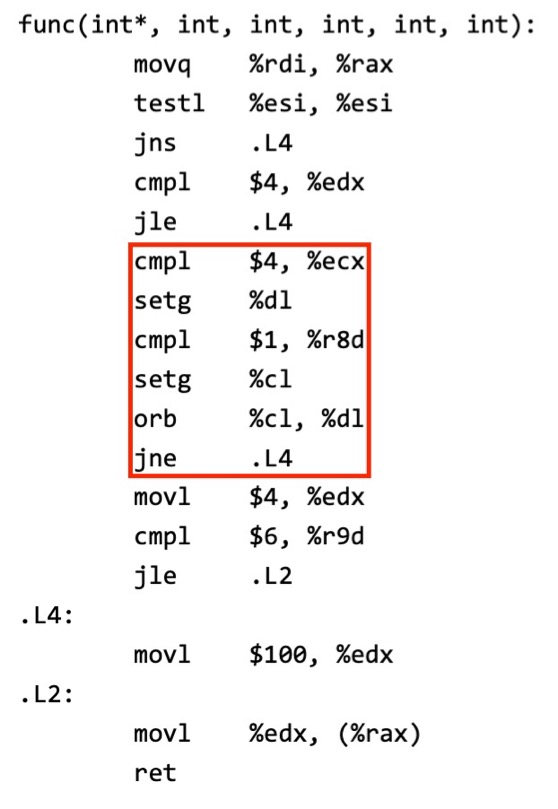 func(int*, int, int, int, int, int):
movq %rdi, %rax
testl %esi, %esi
jns .L4
cmpl $4, %edx
jle .L4
cmpl $4, %ecx
setg %dl
cmpl $1, %r8d
setg %cl
orb %cl, %dl
jne .L4
movl $4, %edx
cmpl $6, %r9d
jle .L2
.L4:
movl $100, %edx
.L2:
movl %edx, (%rax)
ret